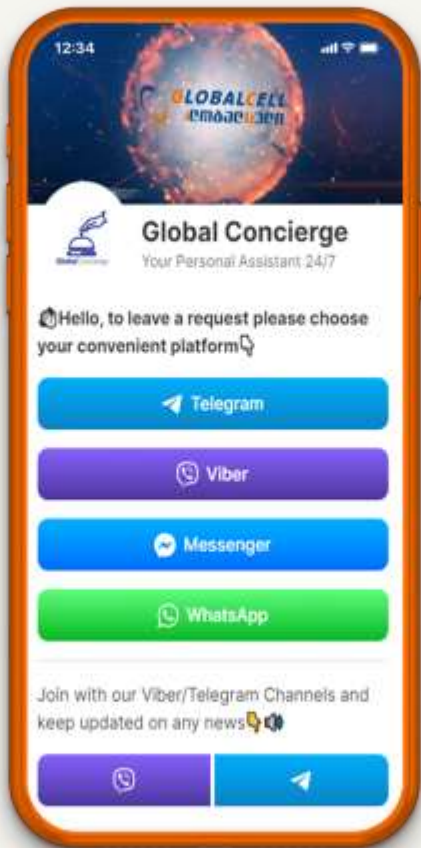 12:34
GLOBALCELL
Global Concierge
Your Personal Assistant 24/7
Hello, to leave a request please choose
your convenient platform
Telegram
Viber
Messenger
WhatsApp
Join with our Viber/Telegram Channels and
keep updated on any news